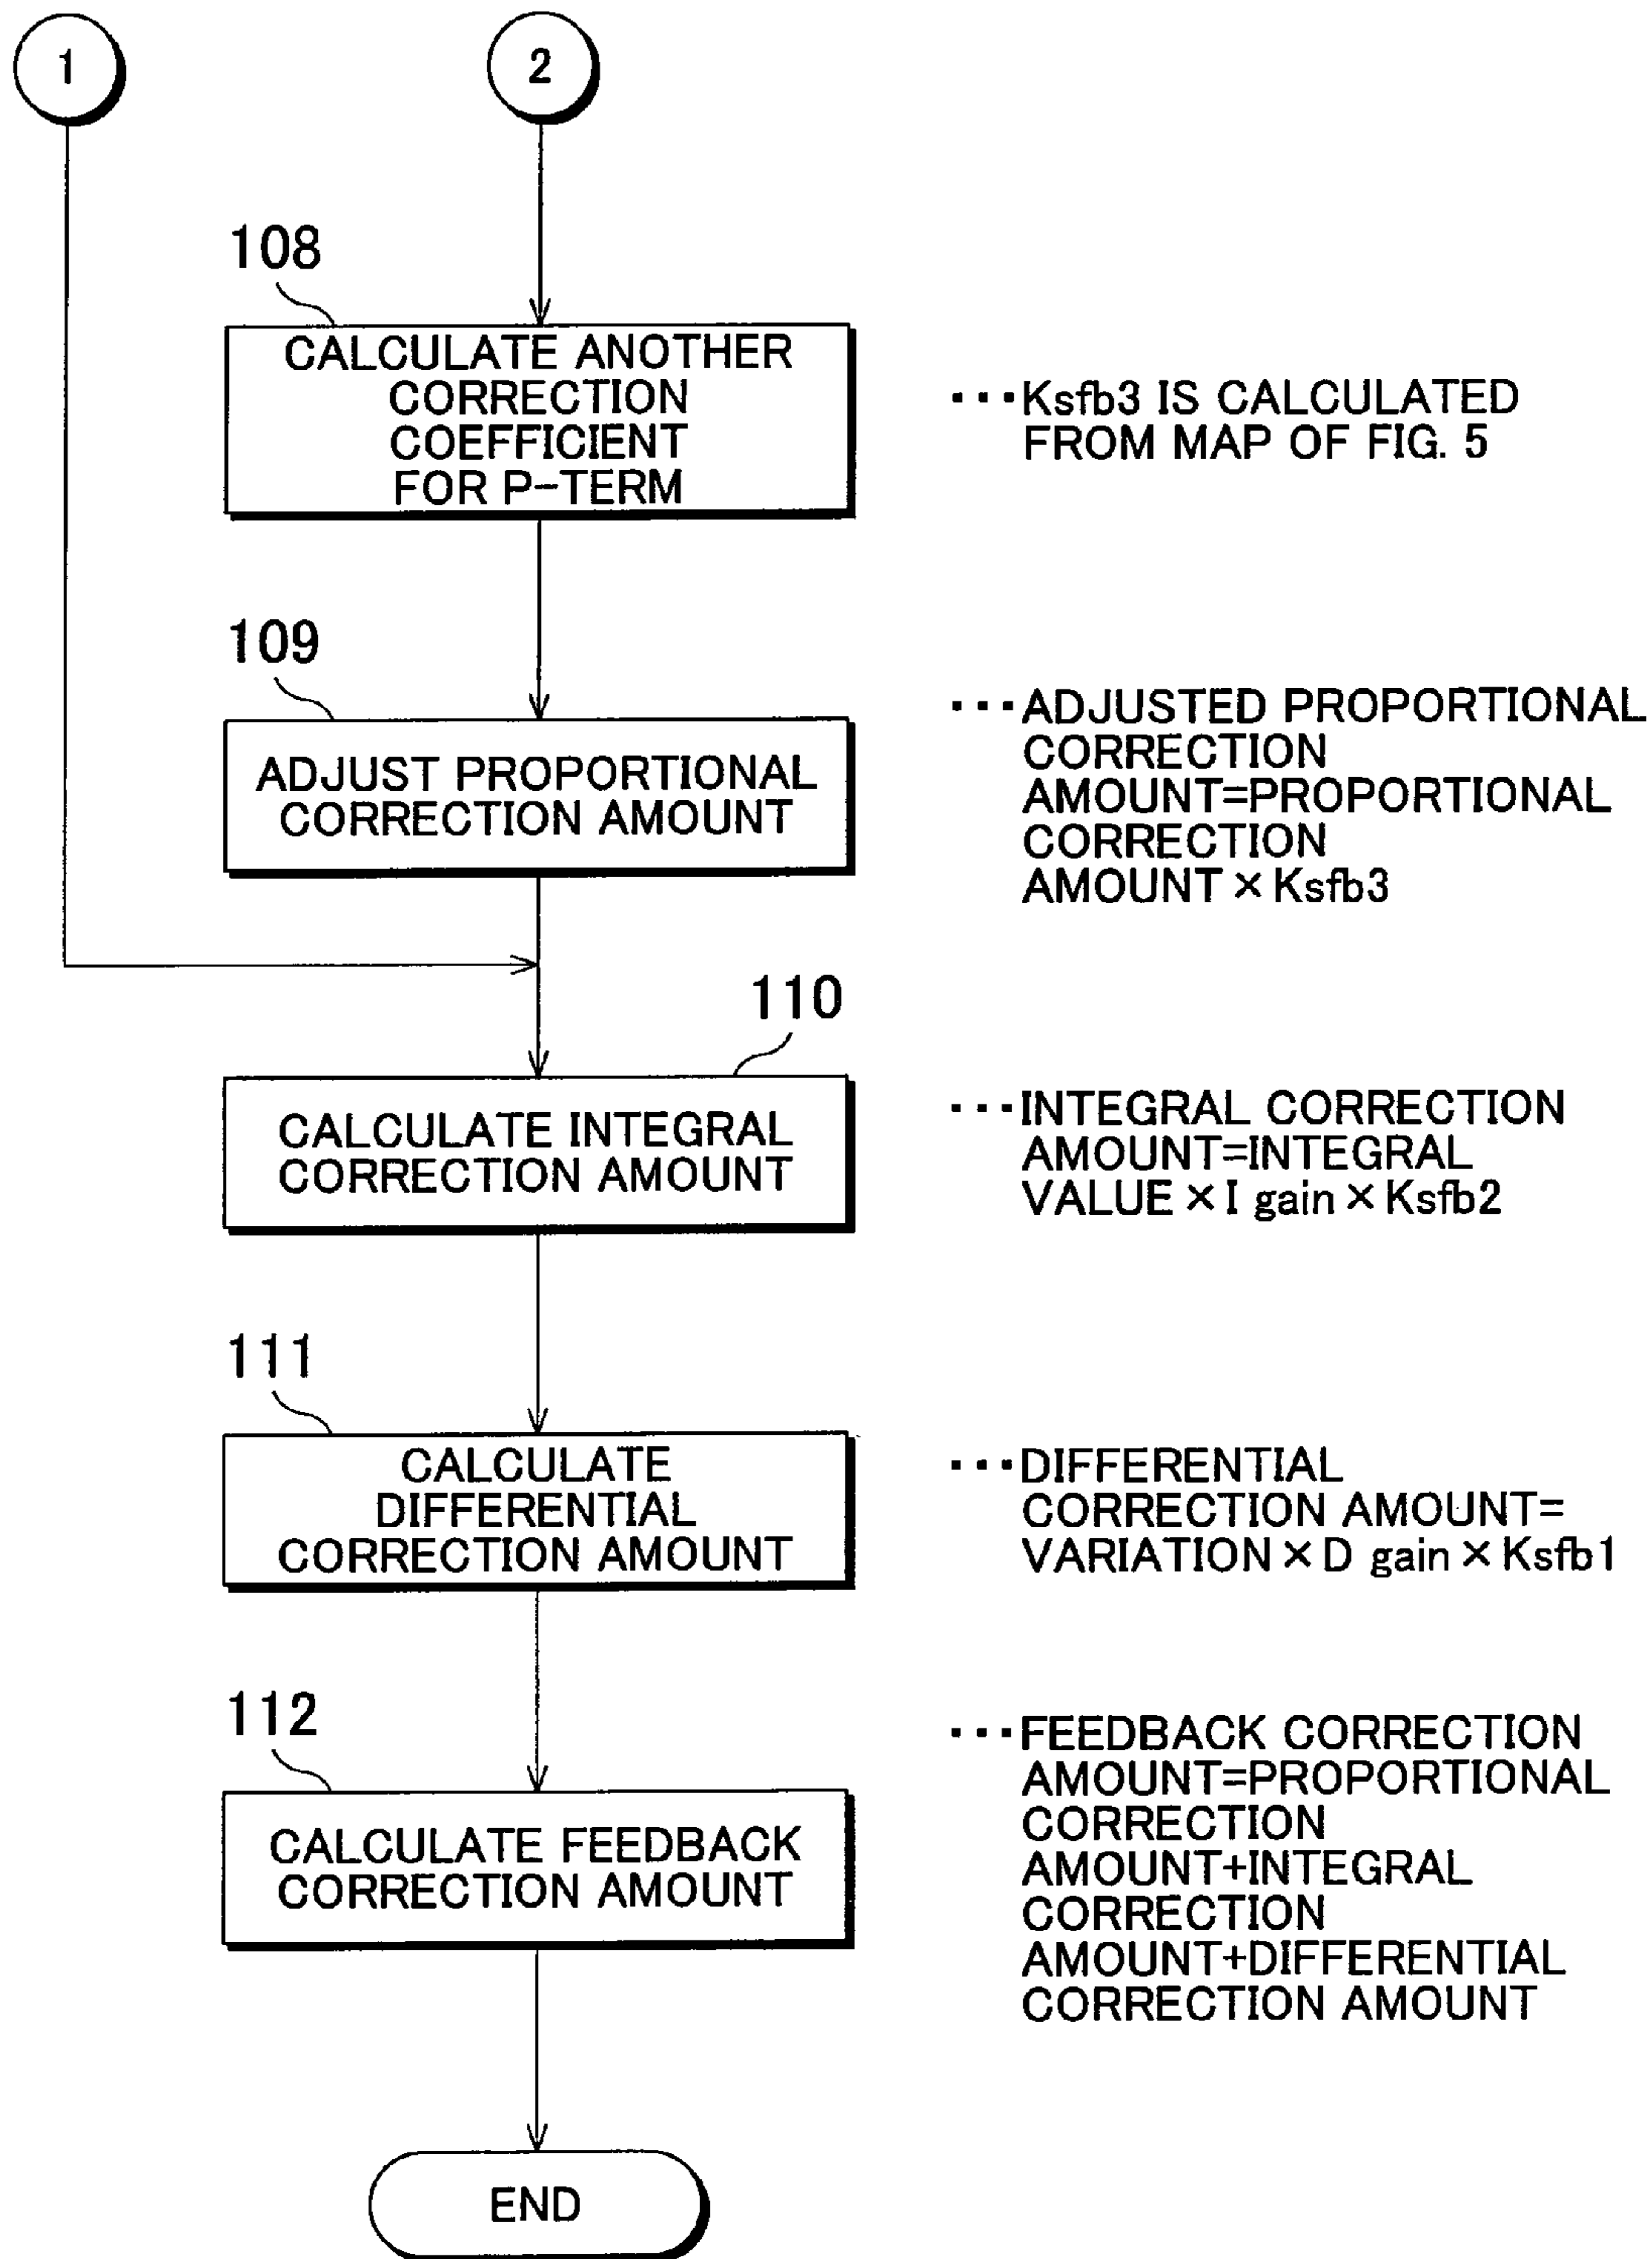 1
2
108
CALCULATE ANOTHER
CORRECTION
COEFFICIENT
FOR P-TERM
···Ksfb3 IS CALCULATED
FROM MAP OF FIG. 5
109
ADJUST PROPORTIONAL
CORRECTION AMOUNT
···ADJUSTED PROPORTIONAL
CORRECTION
AMOUNT=PROPORTIONAL
CORRECTION
AMOUNT×Ksfb3
110
CALCULATE INTEGRAL
CORRECTION AMOUNT
···INTEGRAL CORRECTION
AMOUNT=INTEGRAL
VALUE×I gain×Ksfb2
111
CALCULATE
DIFFERENTIAL
CORRECTION AMOUNT
···DIFFERENTIAL
CORRECTION AMOUNT=
VARIATION×D gain×Ksfb1
112
CALCULATE FEEDBACK
CORRECTION AMOUNT
···FEEDBACK CORRECTION
AMOUNT=PROPORTIONAL
CORRECTION
AMOUNT+INTEGRAL
CORRECTION
AMOUNT+DIFFERENTIAL
CORRECTION AMOUNT
END